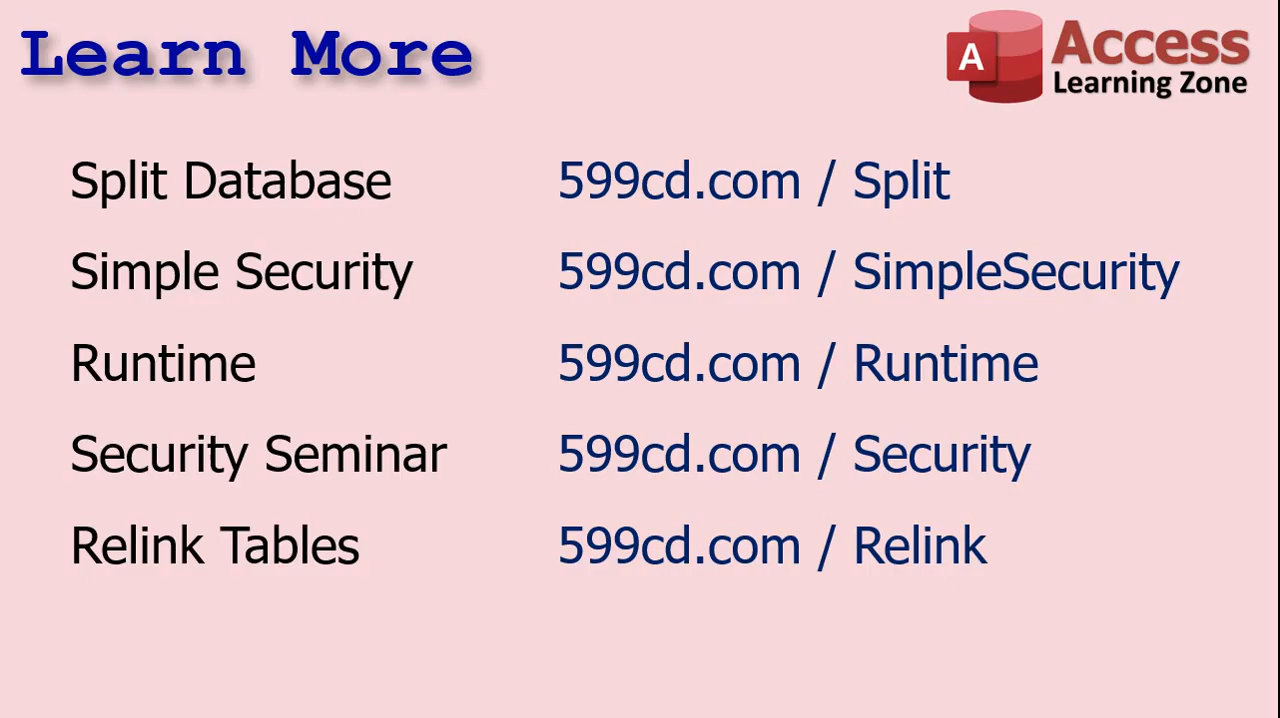 Learn More
A Access
Learning Zone
Split Database 599cd.com / Split
Simple Security 599cd.com / SimpleSecurity
Runtime 599cd.com / Runtime
Security Seminar 599cd.com / Security
Relink Tables 599cd.com / Relink